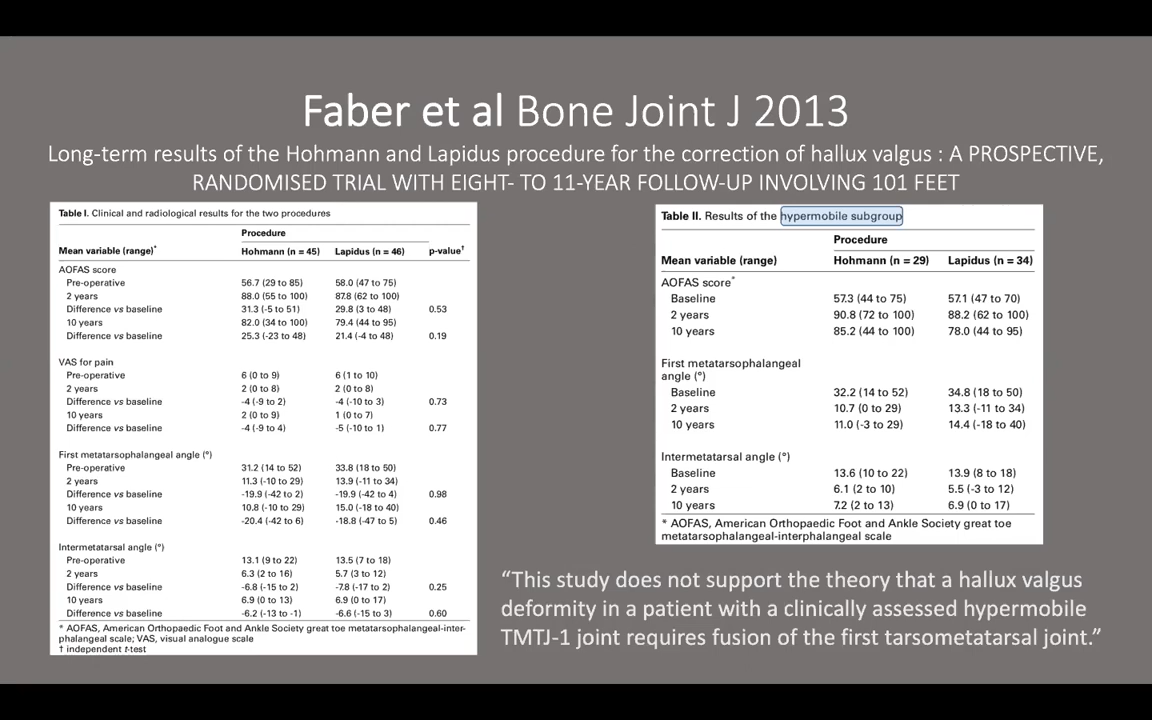 Faber et al Bone Joint J 2013
Long-term results of the Hohmann and Lapidus procedure for the correction of hallux valgus : A PROSPECTIVE,
RANDOMISED TRIAL WITH EIGHT- TO 11-YEAR FOLLOW-UP INVOLVING 101 FEET
Table I. Clinical and radiological results for the two procedures
Procedure
Mean variable (range)* Hohmann (n = 45) Lapidus (n = 46) p-value†
AOFAS score
Pre-operative 56.7 (29 to 85) 58.0 (47 to 75)
2 years 88.0 (55 to 100) 87.8 (62 to 100)
Difference vs baseline 31.3 (-5 to 51) 29.8 (3 to 48) 0.53
10 years 82.0 (34 to 100) 79.4 (44 to 95)
Difference vs baseline 25.3 (-23 to 48) 21.4 (-4 to 48) 0.19
VAS for pain
Pre-operative 6 (0 to 9) 6 (1 to 10)
2 years 2 (0 to 8) 2 (0 to 8)
Difference vs baseline -4 (-9 to 2) -4 (-10 to 3) 0.73
10 years 2 (0 to 9) 1 (0 to 7)
Difference vs baseline -4 (-9 to 4) -5 (-10 to 1) 0.77
First metatarsophalangeal angle (°)
Pre-operative 31.2 (14 to 52) 33.8 (18 to 50)
2 years 11.3 (-10 to 29) 13.9 (-11 to 34)
Difference vs baseline -19.9 (-42 to 2) -19.9 (-42 to 4) 0.98
10 years 10.8 (-10 to 29) 15.0 (-18 to 40)
Difference vs baseline -20.4 (-42 to 6) -18.8 (-47 to 5) 0.46
Intermetatarsal angle (°)
Pre-operative 13.1 (9 to 22) 13.5 (7 to 18)
2 years 6.3 (2 to 16) 5.7 (3 to 12)
Difference vs baseline -6.8 (-15 to 2) -7.8 (-17 to 2) 0.25
10 years 6.9 (0 to 13) 6.9 (0 to 17)
Difference vs baseline -6.2 (-13 to -1) -6.6 (-15 to 3) 0.60
* AOFAS, American Orthopaedic Foot and Ankle Society great toe metatarsophalangeal-inter-
phalangeal scale; VAS, visual analogue scale
† independent t-test
Table II. Results of the hypermobile subgroup
Procedure
Mean variable (range) Hohmann (n = 29) Lapidus (n = 34)
AOFAS score*
Baseline 57.3 (44 to 75) 57.1 (47 to 70)
2 years 90.8 (72 to 100) 88.2 (62 to 100)
10 years 85.2 (44 to 100) 78.0 (44 to 95)
First metatarsophalangeal
angle (°)
Baseline 32.2 (14 to 52) 34.8 (18 to 50)
2 years 10.7 (0 to 29) 13.3 (-11 to 34)
10 years 11.0 (-3 to 29) 14.4 (-18 to 40)
Intermetatarsal angle (°)
Baseline 13.6 (10 to 22) 13.9 (8 to 18)
2 years 6.1 (2 to 10) 5.5 (-3 to 12)
10 years 7.2 (2 to 13) 6.9 (0 to 17)
* AOFAS, American Orthopaedic Foot and Ankle Society great toe
metatarsophalangeal-interphalangeal scale
“This study does not support the theory that a hallux valgus
deformity in a patient with a clinically assessed hypermobile
TMTJ-1 joint requires fusion of the first tarsometatarsal joint.”